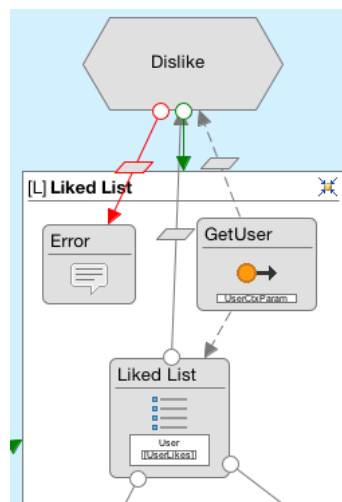 Dislike
[L] Liked List
Error
GetUser
UserCtxParam
Liked List
User
[UserLikes]